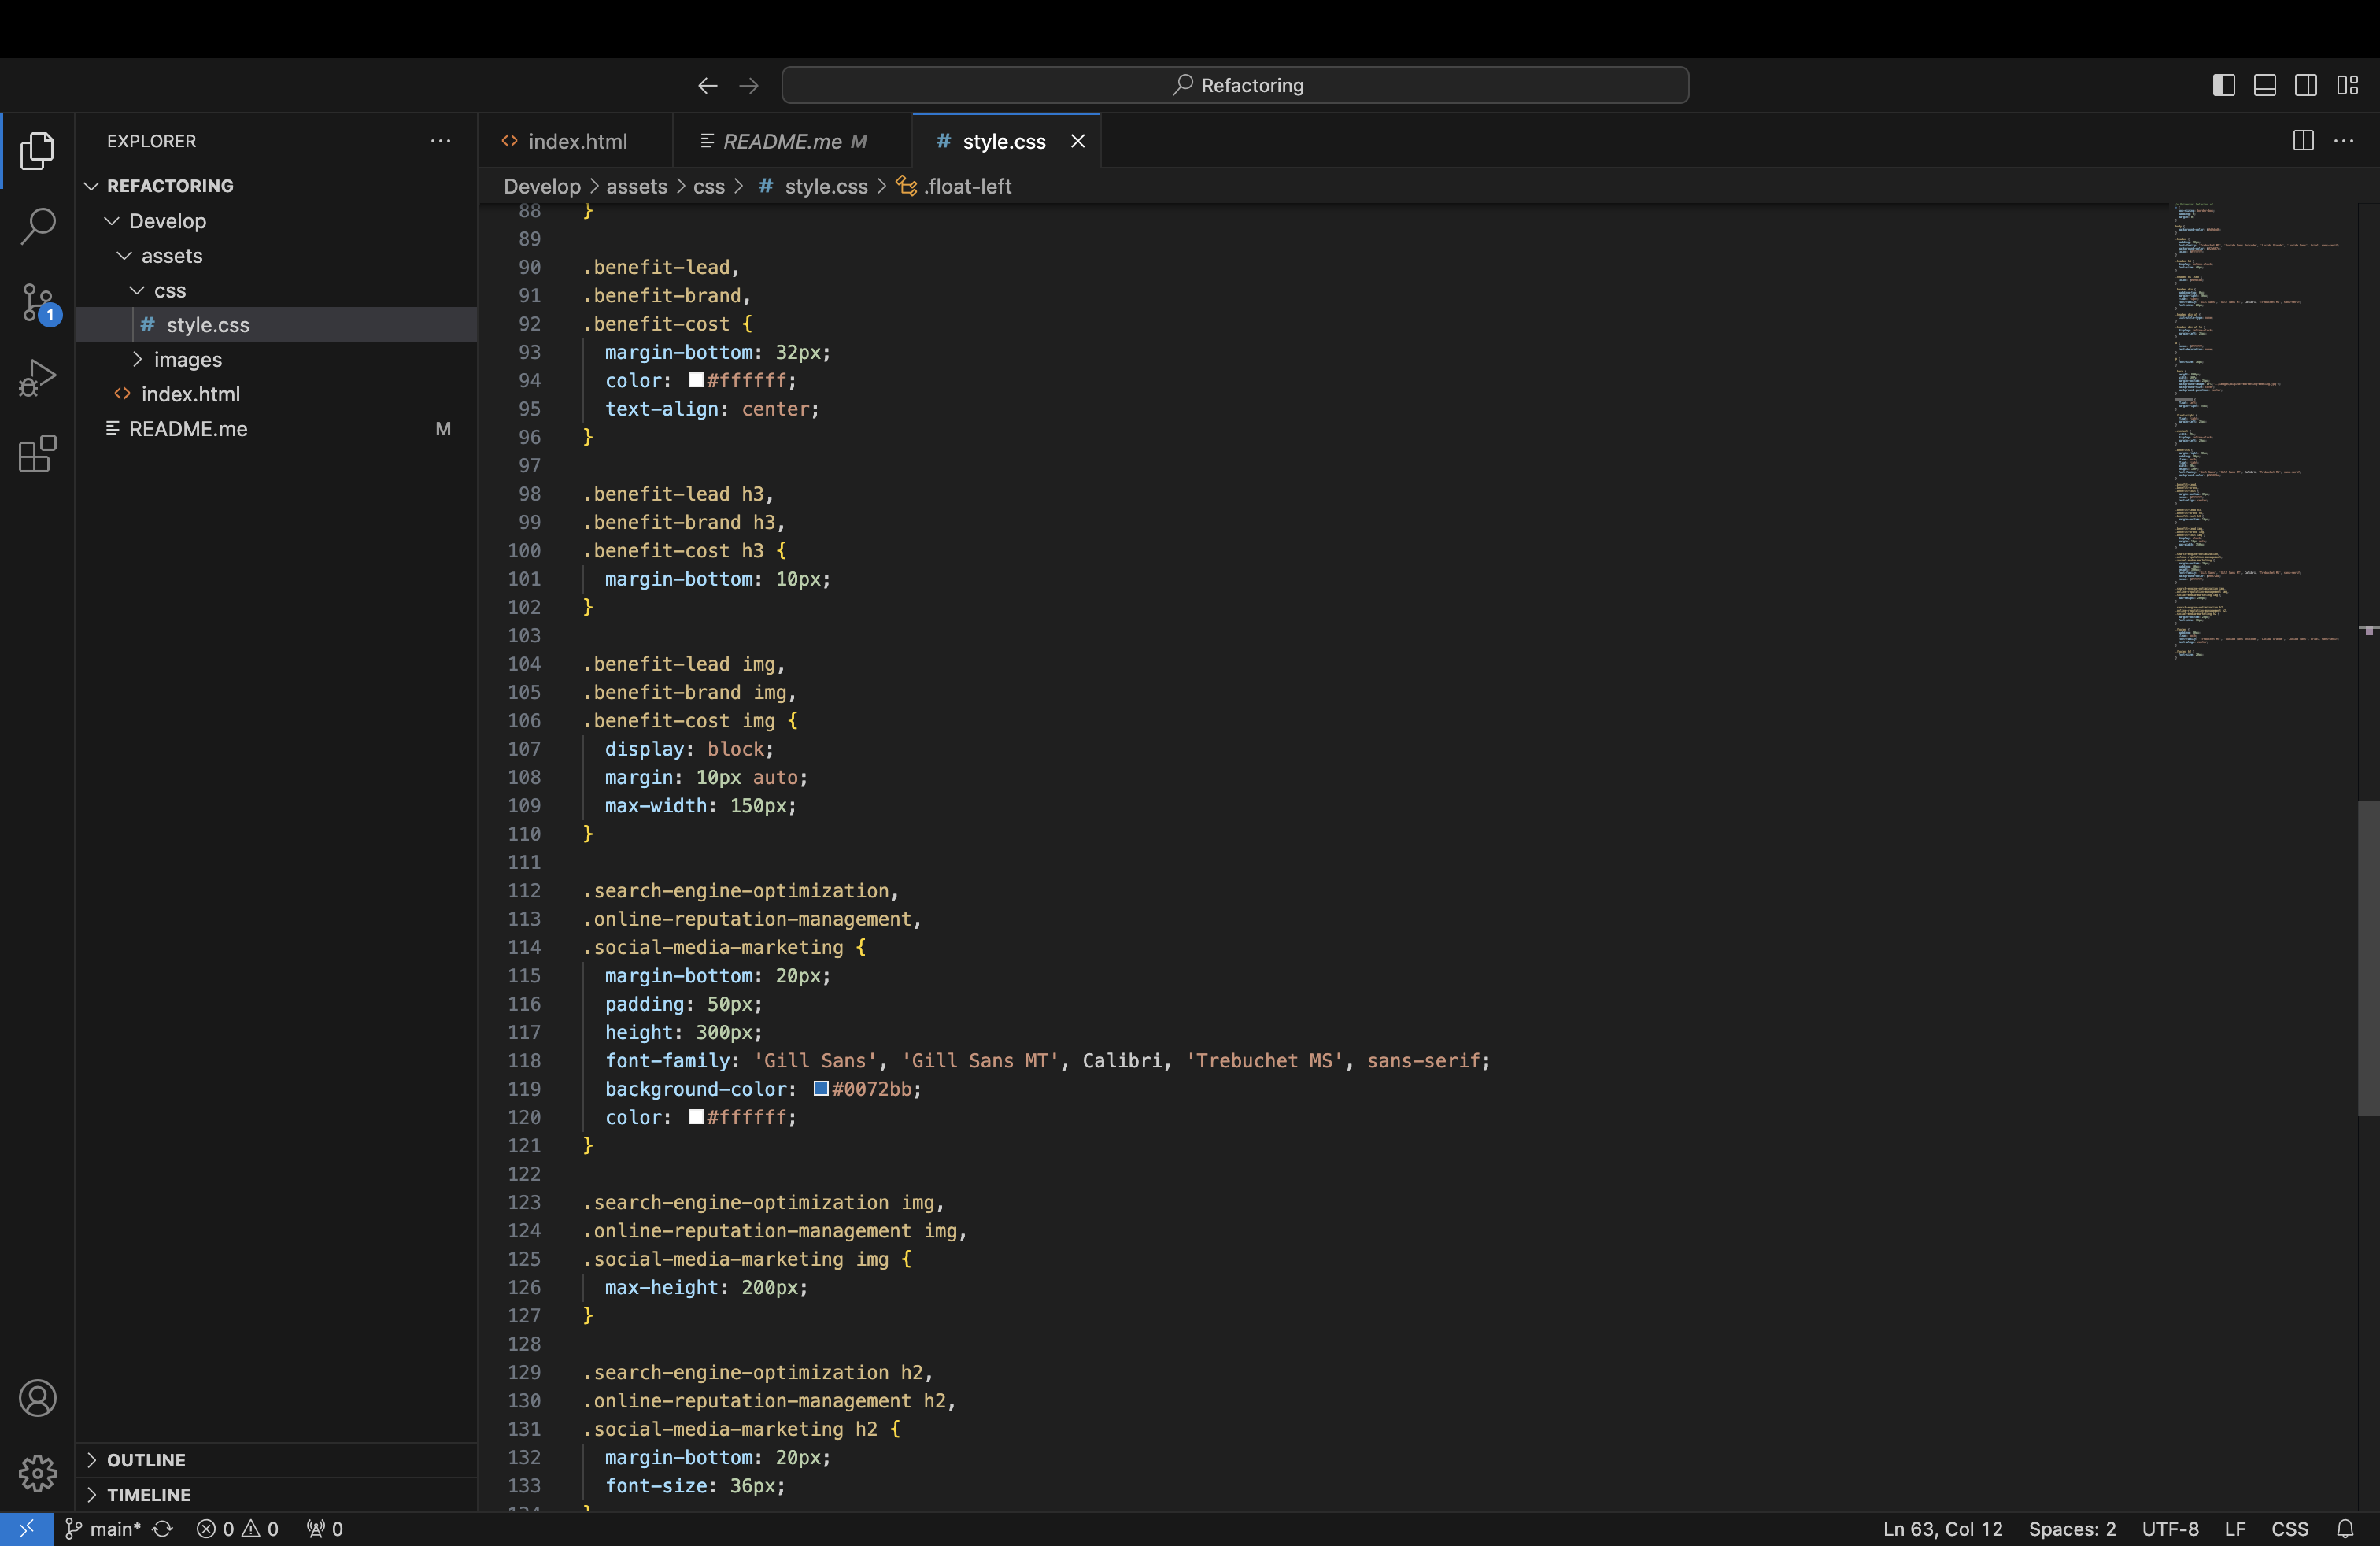 Refactoring
EXPLORER
REFACTORING
Develop
assets
css
# style.css
images
index.html
README.me M
1
OUTLINE
TIMELINE
index.html
README.me M
# style.css
Develop > assets > css > # style.css > .float-left
88 }
89
90 .benefit-lead,
91 .benefit-brand,
92 .benefit-cost {
93 margin-bottom: 32px;
94 color: #ffffff;
95 text-align: center;
96 }
97
98 .benefit-lead h3,
99 .benefit-brand h3,
100 .benefit-cost h3 {
101 margin-bottom: 10px;
102 }
103
104 .benefit-lead img,
105 .benefit-brand img,
106 .benefit-cost img {
107 display: block;
108 margin: 10px auto;
109 max-width: 150px;
110 }
111
112 .search-engine-optimization,
113 .online-reputation-management,
114 .social-media-marketing {
115 margin-bottom: 20px;
116 padding: 50px;
117 height: 300px;
118 font-family: 'Gill Sans', 'Gill Sans MT', Calibri, 'Trebuchet MS', sans-serif;
119 background-color: #0072bb;
120 color: #ffffff;
121 }
122
123 .search-engine-optimization img,
124 .online-reputation-management img,
125 .social-media-marketing img {
126 max-height: 200px;
127 }
128
129 .search-engine-optimization h2,
130 .online-reputation-management h2,
131 .social-media-marketing h2 {
132 margin-bottom: 20px;
133 font-size: 36px;
main* 0 0 0
Ln 63, Col 12 Spaces: 2 UTF-8 LF CSS